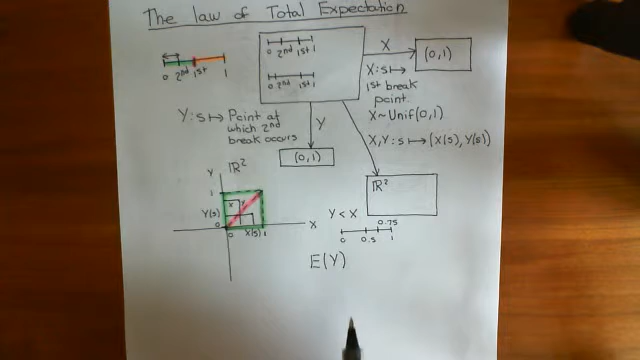 The law of Total Expectation
0 2nd 1st 1
0 2nd 1st 1
0 2nd 1st 1
X
(0,1)
X: s ↦
1st break
point.
X~Unif(0,1)
Y: s ↦ Point at
which 2nd
break occurs
Y
(0,1)
X,Y: s ↦ (X(s), Y(s))
ℝ²
ℝ²
Y
1
Y(s)
0
0 X(s) 1
X
Y < X
0.75
0 0.5 1
E(Y)